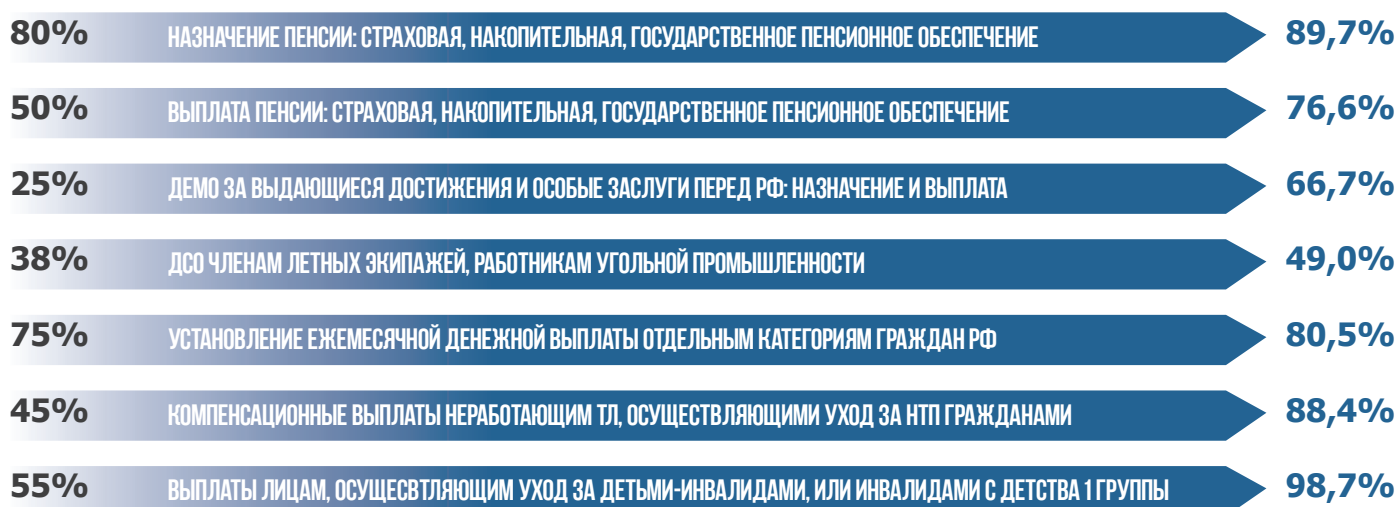 80% НАЗНАЧЕНИЕ ПЕНСИИ: СТРАХОВАЯ, НАКОПИТЕЛЬНАЯ, ГОСУДАРСТВЕННОЕ ПЕНСИОННОЕ ОБЕСПЕЧЕНИЕ 89,7%
50% ВЫПЛАТА ПЕНСИИ: СТРАХОВАЯ, НАКОПИТЕЛЬНАЯ, ГОСУДАРСТВЕННОЕ ПЕНСИОННОЕ ОБЕСПЕЧЕНИЕ 76,6%
25% ДЕМО ЗА ВЫДАЮЩИЕСЯ ДОСТИЖЕНИЯ И ОСОБЫЕ ЗАСЛУГИ ПЕРЕД РФ: НАЗНАЧЕНИЕ И ВЫПЛАТА 66,7%
38% ДСО ЧЛЕНАМ ЛЕТНЫХ ЭКИПАЖЕЙ, РАБОТНИКАМ УГОЛЬНОЙ ПРОМЫШЛЕННОСТИ 49,0%
75% УСТАНОВЛЕНИЕ ЕЖЕМЕСЯЧНОЙ ДЕНЕЖНОЙ ВЫПЛАТЫ ОТДЕЛЬНЫМ КАТЕГОРИЯМ ГРАЖДАН РФ 80,5%
45% КОМПЕНСАЦИОННЫЕ ВЫПЛАТЫ НЕРАБОТАЮЩИМ ТЛ, ОСУЩЕСТВЛЯЮЩИМИ УХОД ЗА НТП ГРАЖДАНАМИ 88,4%
55% ВЫПЛАТЫ ЛИЦАМ, ОСУЩЕСВТЛЯЮЩИМ УХОД ЗА ДЕТЬМИ-ИНВАЛИДАМИ, ИЛИ ИНВАЛИДАМИ С ДЕТСТВА 1 ГРУППЫ 98,7%